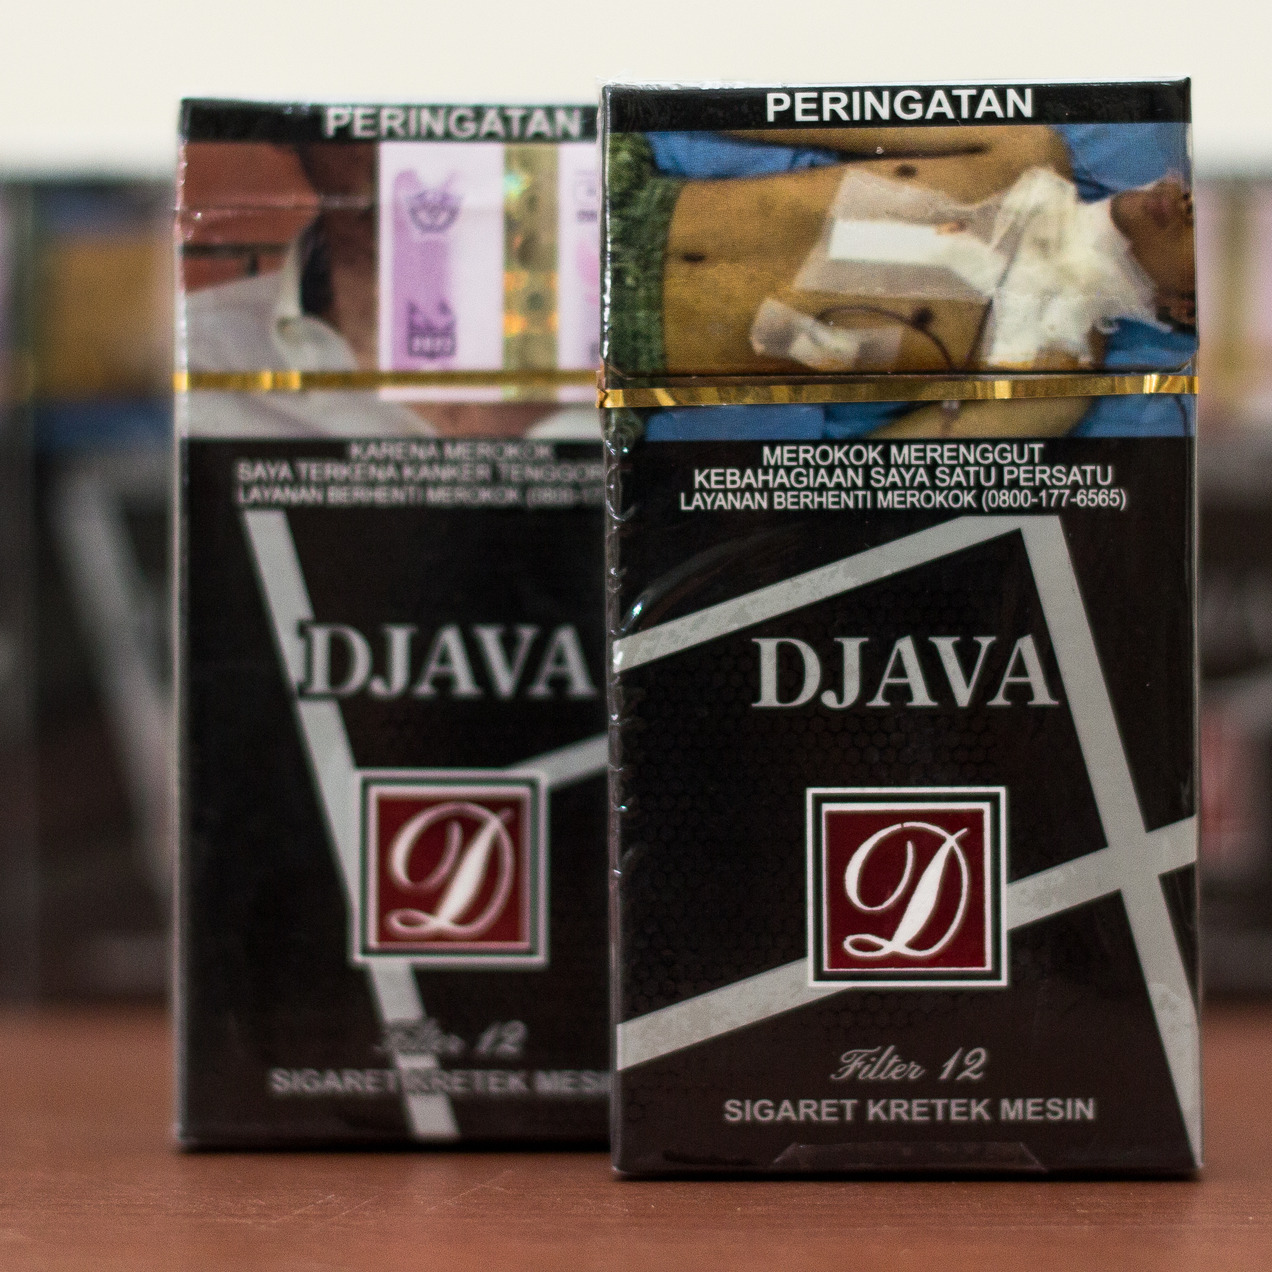 PERINGATAN
KARENA MEROKOK
SAYA TERKENA KANKER TENGGOR
LAYANAN BERHENTI MEROKOK (0800-17
DJAVA
D
Filter 12
SIGARET KRETEK MESIN
PERINGATAN
MEROKOK MERENGGUT
KEBAHAGIAAN SAYA SATU PERSATU
LAYANAN BERHENTI MEROKOK (0800-177-6565)
DJAVA
D
Filter 12
SIGARET KRETEK MESIN